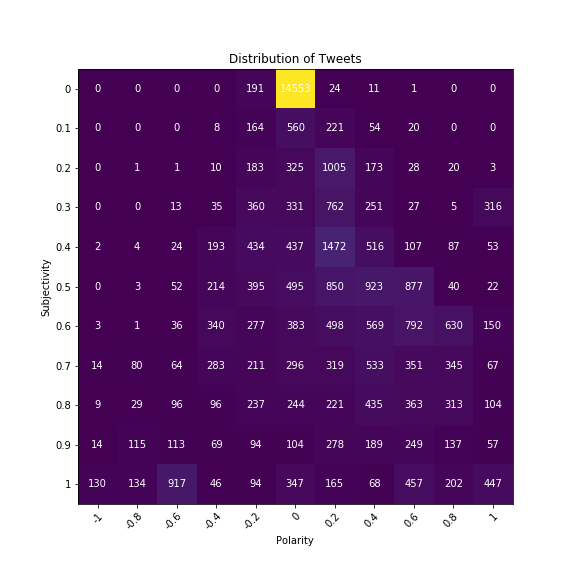 Distribution of Tweets
0 0 0 0 0 191 14553 24 11 1 0 0
0.1 0 0 0 8 164 560 221 54 20 0 0
0.2 0 1 1 10 183 325 1005 173 28 20 3
0.3 0 0 13 35 360 331 762 251 27 5 316
0.4 2 4 24 193 434 437 1472 516 107 87 53
0.5 0 3 52 214 395 495 850 923 877 40 22
0.6 3 1 36 340 277 383 498 569 792 630 150
0.7 14 80 64 283 211 296 319 533 351 345 67
0.8 9 29 96 96 237 244 221 435 363 313 104
0.9 14 115 113 69 94 104 278 189 249 137 57
1 130 134 917 46 94 347 165 68 457 202 447
Subjectivity
-1 -0.8 -0.6 -0.4 -0.2 0 0.2 0.4 0.6 0.8 1
Polarity